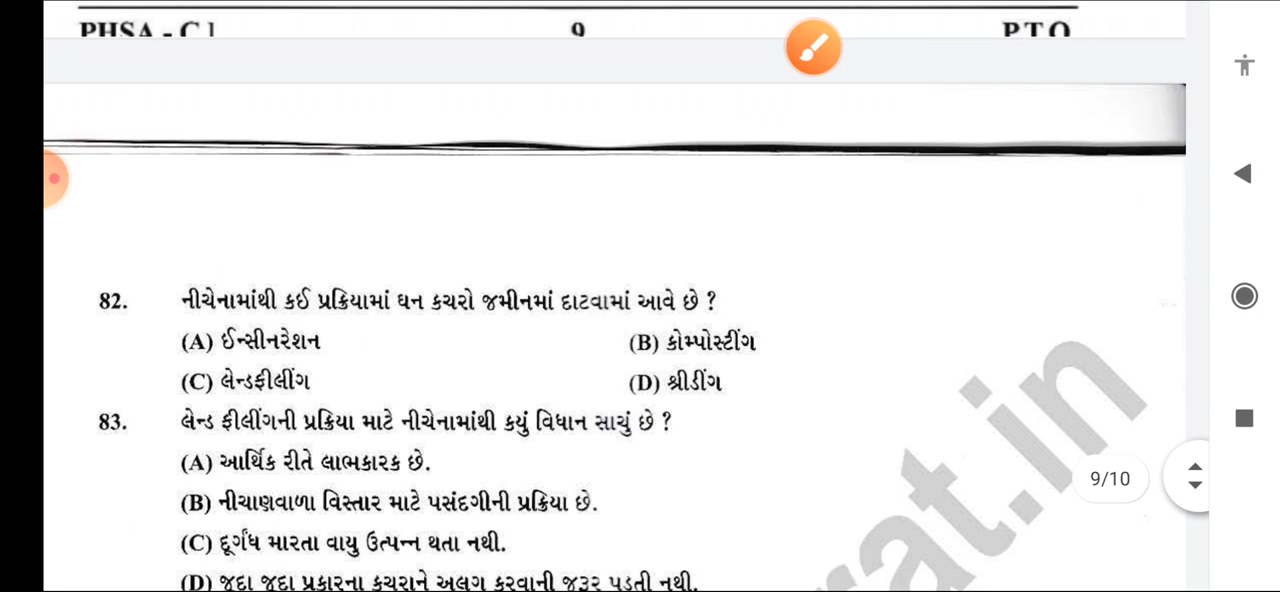 PHSA - C1 9 P T O
82. નીચેનામાંથી કઈ પ્રક્રિયામાં ઘન કચરો જમીનમાં દાટવામાં આવે છે ?
(A) ઈન્સીનરેશન (B) કોમ્પોસ્ટીંગ
(C) લેન્ડફીલીંગ (D) શ્રીડીંગ
83. લેન્ડ ફીલીંગની પ્રક્રિયા માટે નીચેનામાંથી કયું વિધાન સાચું છે ?
(A) આર્થિક રીતે લાભકારક છે.
(B) નીચાણવાળા વિસ્તાર માટે પસંદગીની પ્રક્રિયા છે.
9/10
(C) દૂર્ગંધ મારતા વાયુ ઉત્પન્ન થતા નથી.
(D) જુદા જુદા પ્રકારના કચરાને અલગ કરવાની જરૂર પડતી નથી.
rat.in